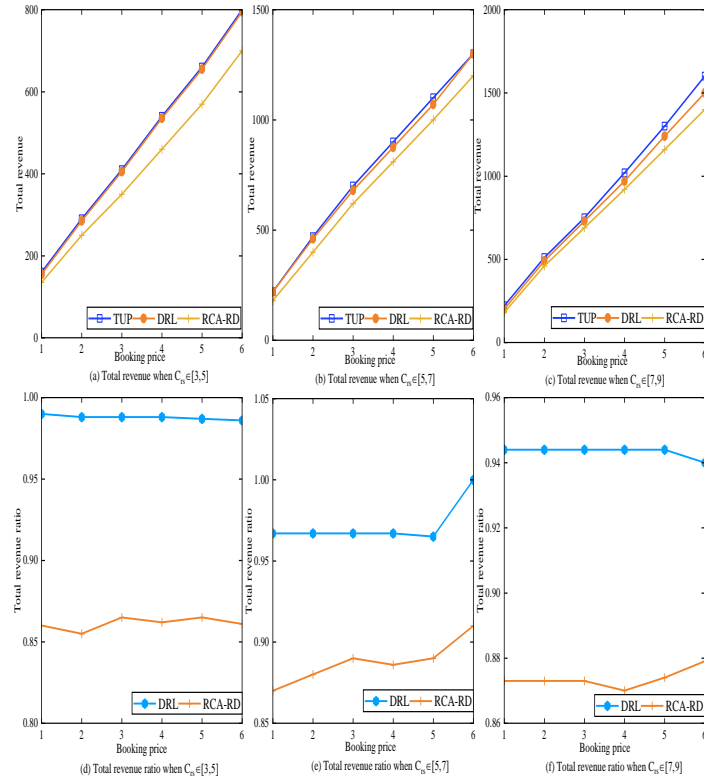 800
600
400
200
0
Total revenue
TUP DRL RCA-RD
1 2 3 4 5 6
Booking price
(a) Total revenue when C_rs∈[3,5]
1500
1000
500
0
Total revenue
TUP DRL RCA-RD
1 2 3 4 5 6
Booking price
(b) Total revenue when C_rs∈[5,7]
2000
1500
1000
500
0
Total revenue
TUP DRL RCA-RD
1 2 3 4 5 6
Booking price
(c) Total revenue when C_rs∈[7,9]
1.00
0.95
0.90
0.85
0.80
Total revenue ratio
DRL RCA-RD
1 2 3 4 5 6
Booking price
(d) Total revenue ratio when C_rs∈[3,5]
1.05
1.00
0.95
0.90
0.85
Total revenue ratio
DRL RCA-RD
1 2 3 4 5 6
Booking price
(e) Total revenue ratio when C_rs∈[5,7]
0.96
0.94
0.92
0.90
0.88
0.86
Total revenue ratio
DRL RCA-RD
1 2 3 4 5 6
Booking price
(f) Total revenue ratio when C_rs∈[7,9]